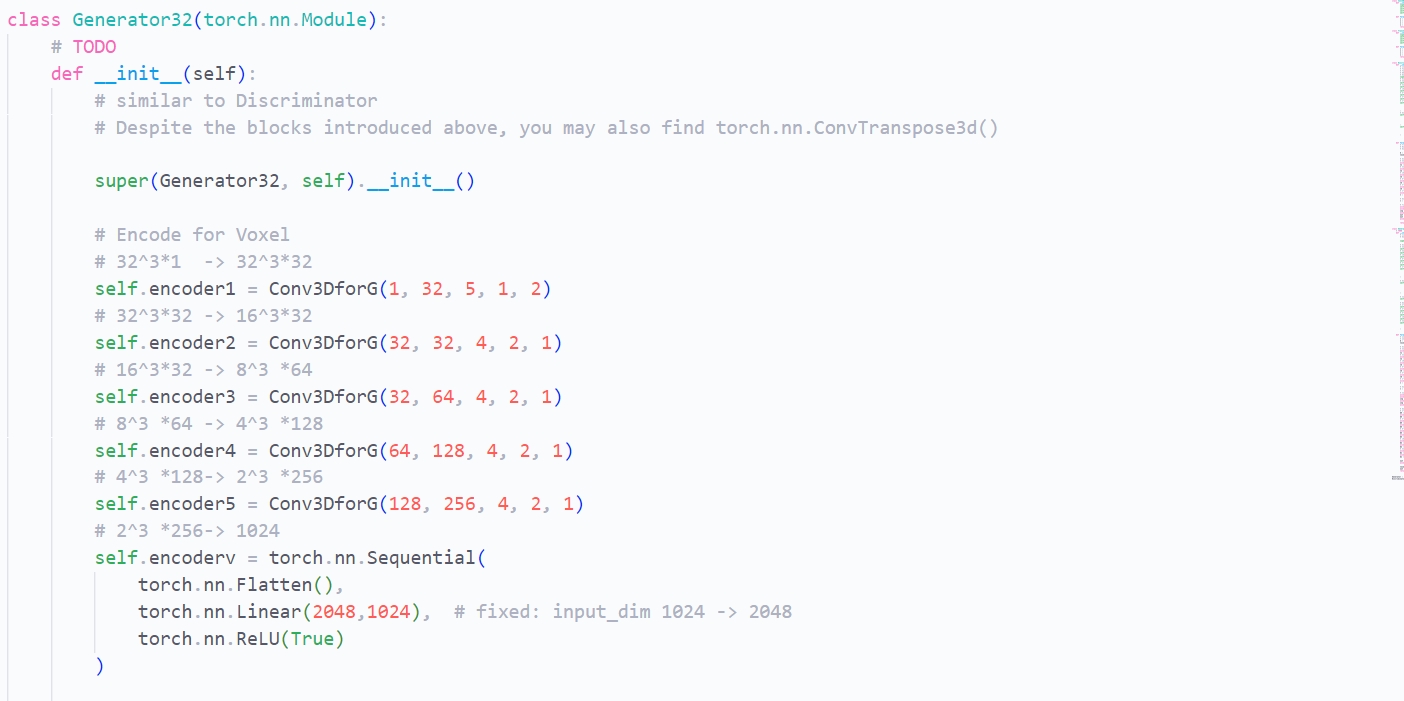 class Generator32(torch.nn.Module):
    # TODO
    def __init__(self):
        # similar to Discriminator
        # Despite the blocks introduced above, you may also find torch.nn.ConvTranspose3d()
        super(Generator32, self).__init__()
        # Encode for Voxel
        # 32^3*1  -> 32^3*32
        self.encoder1 = Conv3DforG(1, 32, 5, 1, 2)
        # 32^3*32 -> 16^3*32
        self.encoder2 = Conv3DforG(32, 32, 4, 2, 1)
        # 16^3*32 -> 8^3 *64
        self.encoder3 = Conv3DforG(32, 64, 4, 2, 1)
        # 8^3 *64 -> 4^3 *128
        self.encoder4 = Conv3DforG(64, 128, 4, 2, 1)
        # 4^3 *128-> 2^3 *256
        self.encoder5 = Conv3DforG(128, 256, 4, 2, 1)
        # 2^3 *256-> 1024
        self.encoderv = torch.nn.Sequential(
            torch.nn.Flatten(),
            torch.nn.Linear(2048,1024),  # fixed: input_dim 1024 -> 2048
            torch.nn.ReLU(True)
        )